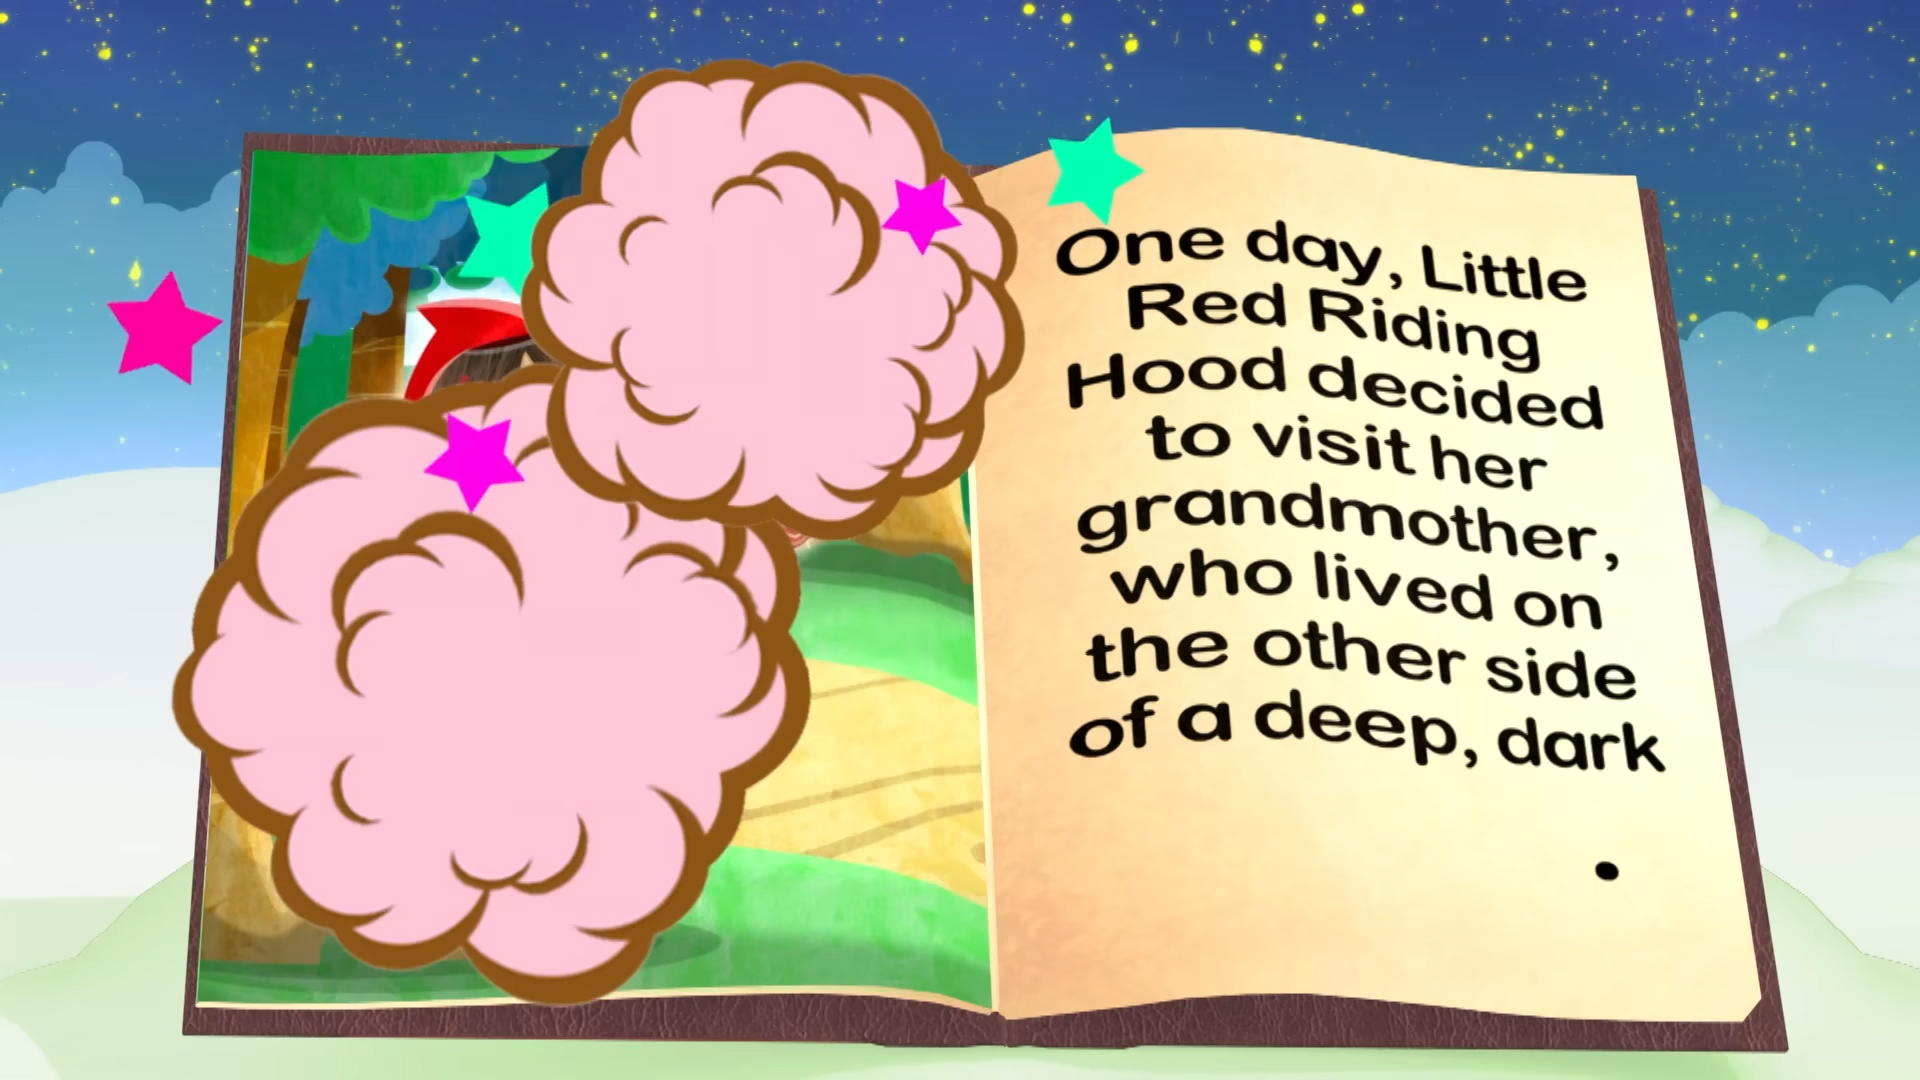 One day, Little
Red Riding
Hood decided
to visit her
grandmother,
who lived on
the other side
of a deep, dark
.